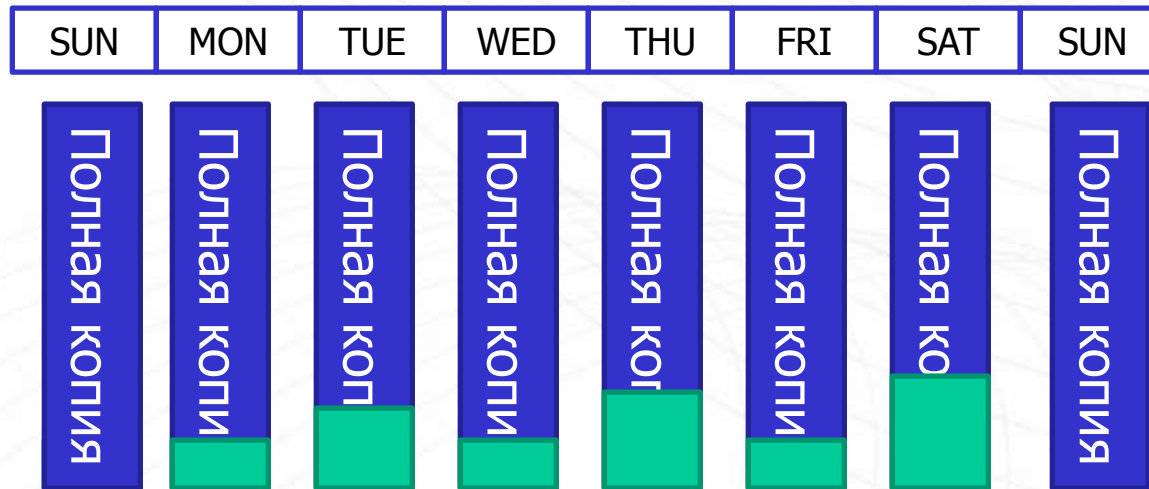 SUN MON TUE WED THU FRI SAT SUN
Полная копия
Полная копи
Полная коп
Полная копи
Полная коп
Полная копи
Полная ко
Полная копия